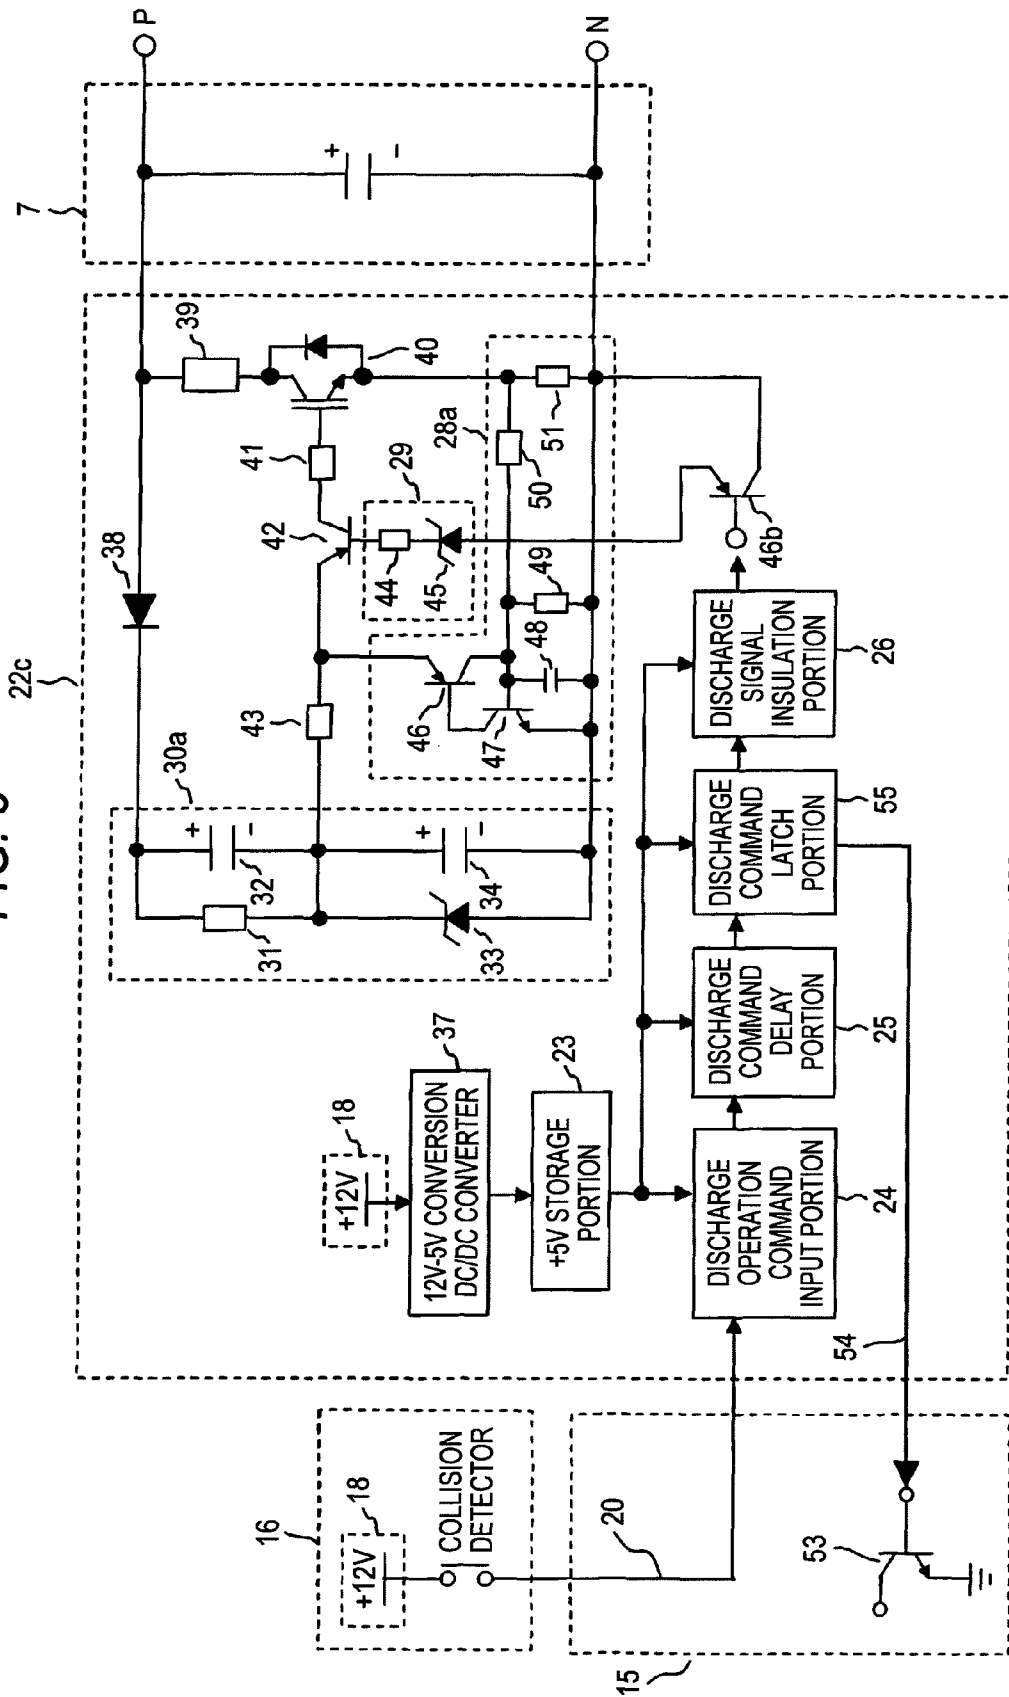 FIG.
22c
7
P
N
38
39
40
41
42
28a
29
44
45
50
51
43
30a
46
47
48
49
46b
+
-
+
-
+
-
31
32
33
34
18
+12V
37
12V-5V CONVERSION
DC/DC CONVERTER
23
+5V STORAGE
PORTION
DISCHARGE
OPERATION
COMMAND
INPUT PORTION
24
DISCHARGE
COMMAND
DELAY
PORTION
25
DISCHARGE
COMMAND
LATCH
PORTION
55
DISCHARGE
SIGNAL
INSULATION
PORTION
26
54
16
18
+12V
COLLISION
DETECTOR
20
53
15